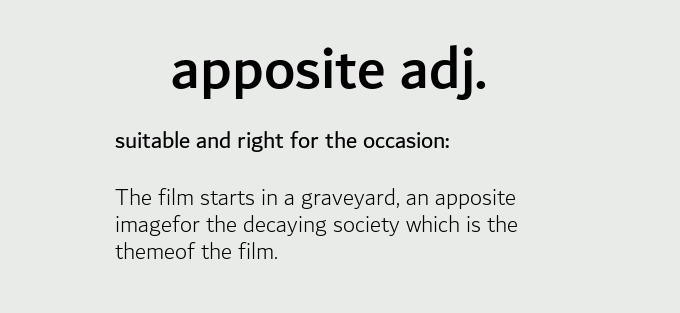 apposite adj.
suitable and right for the occasion:
The film starts in a graveyard, an apposite
imagefor the decaying society which is the
themeof the film.